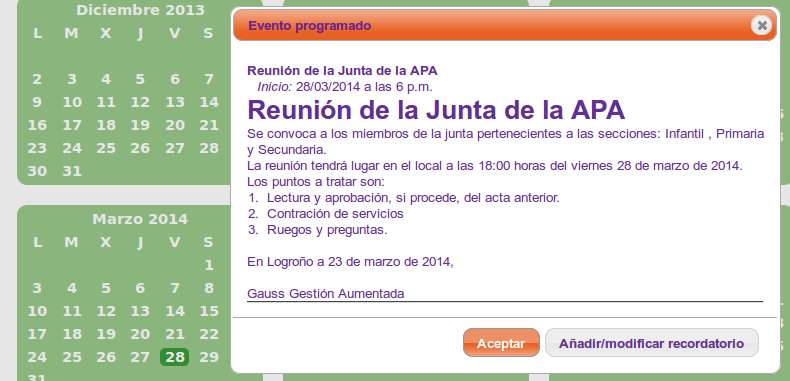 Diciembre 2013
L M X J V S
2 3 4 5 6 7
9 10 11 12 13 14
16 17 18 19 20 21
23 24 25 26 27 28
30 31
Marzo 2014
L M X J V S
1
3 4 5 6 7 8
10 11 12 13 14 15
17 18 19 20 21 22
24 25 26 27 28 29
31
Evento programado
Reunión de la Junta de la APA
Inicio: 28/03/2014 a las 6 p.m.
Reunión de la Junta de la APA
Se convoca a los miembros de la junta pertenecientes a las secciones: Infantil , Primaria
y Secundaria.
La reunión tendrá lugar en el local a las 18:00 horas del viernes 28 de marzo de 2014.
Los puntos a tratar son:
1. Lectura y aprobación, si procede, del acta anterior.
2. Contración de servicios
3. Ruegos y preguntas.
En Logroño a 23 de marzo de 2014,
Gauss Gestión Aumentada
Aceptar
Añadir/modificar recordatorio